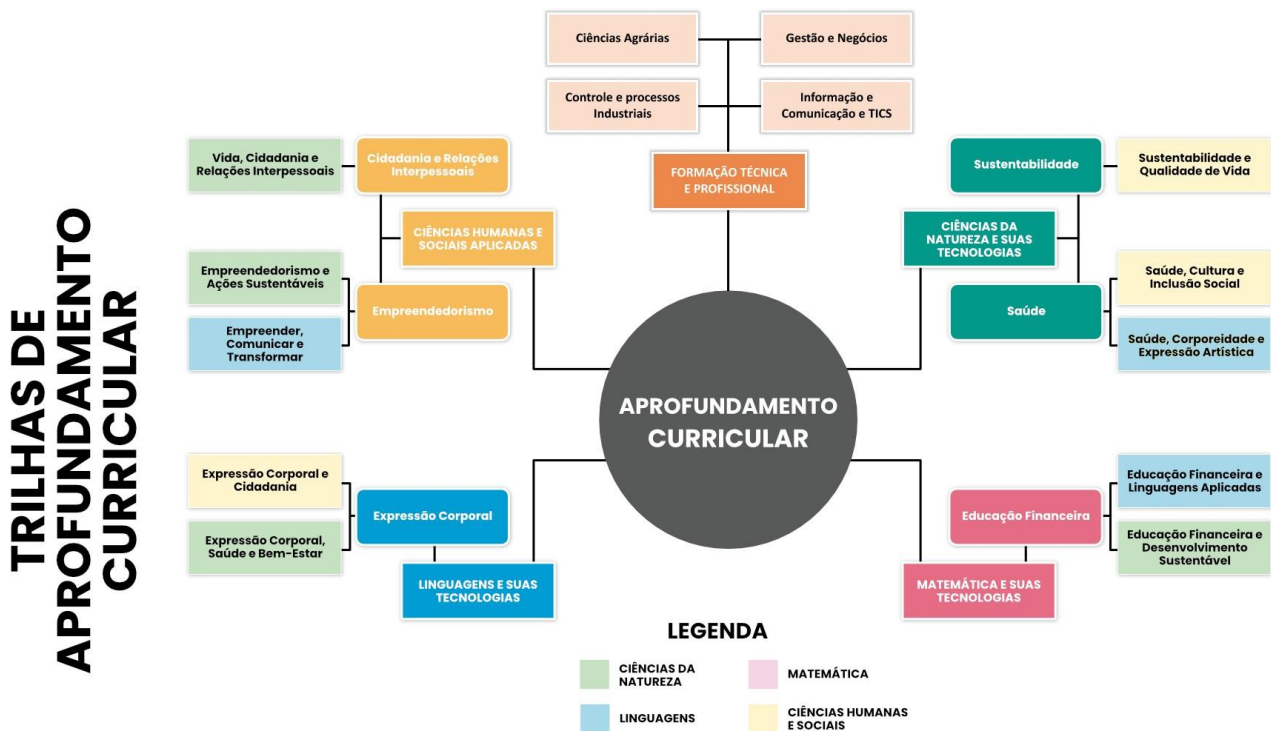 TRILHAS DE
APROFUNDAMENTO
CURRICULAR
Ciências Agrárias
Gestão e Negócios
Controle e processos
Industriais
Informação e
Comunicação e TICS
FORMAÇÃO TÉCNICA
E PROFISSIONAL
Vida, Cidadania e
Relações Interpessoais
Cidadania e Relações
Interpessoais
CIÊNCIAS HUMANAS E
SOCIAIS APLICADAS
Empreendedorismo e
Ações Sustentáveis
Empreender,
Comunicar e
Transformar
Empreendedorismo
Sustentabilidade
Sustentabilidade e
Qualidade de Vida
CIÊNCIAS DA
NATUREZA E SUAS
TECNOLOGIAS
Saúde
Saúde, Cultura e
Inclusão Social
Saúde, Corporeidade e
Expressão Artística
APROFUNDAMENTO
CURRICULAR
Expressão Corporal e
Cidadania
Expressão Corporal,
Saúde e Bem-Estar
Expressão Corporal
LINGUAGENS E SUAS
TECNOLOGIAS
Educação Financeira
Educação Financeira e
Linguagens Aplicadas
Educação Financeira e
Desenvolvimento
Sustentável
MATEMÁTICA E SUAS
TECNOLOGIAS
LEGENDA
CIÊNCIAS DA
NATUREZA
MATEMÁTICA
LINGUAGENS
CIÊNCIAS HUMANAS
E SOCIAIS